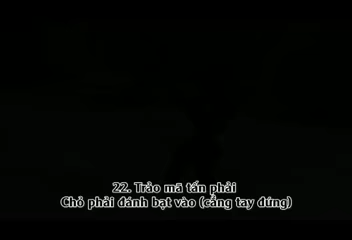 22. Trảo mã tấn phải
Chỏ phải đánh bạt vào (cẳng tay đứng)